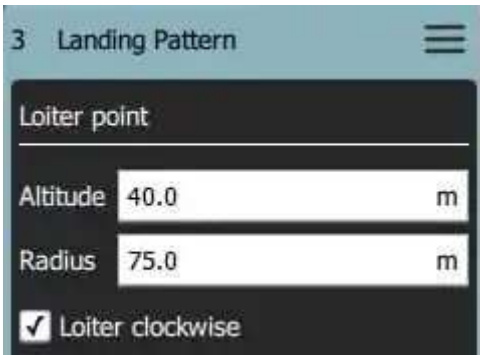 3 Landing Pattern
Loiter point
Altitude 40.0 m
Radius 75.0 m
Loiter clockwise